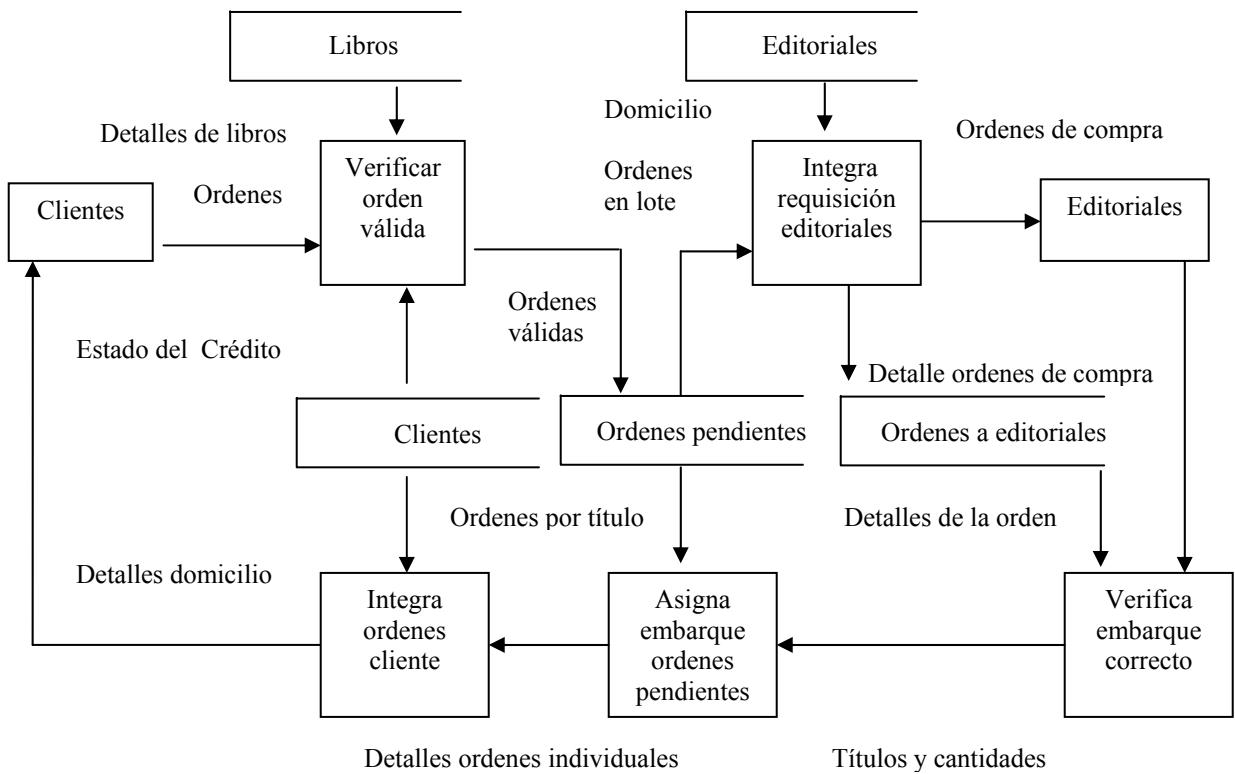 Libros
Editoriales
Detalles de libros
Domicilio
Ordenes de compra
Clientes
Ordenes
Verificar
orden
válida
Ordenes
en lote
Integra
requisición
editoriales
Editoriales
Ordenes
válidas
Estado del Crédito
Detalle ordenes de compra
Clientes
Ordenes pendientes
Ordenes a editoriales
Ordenes por título
Detalles de la orden
Detalles domicilio
Integra
ordenes
cliente
Asigna
embarque
ordenes
pendientes
Verifica
embarque
correcto
Detalles ordenes individuales
Títulos y cantidades